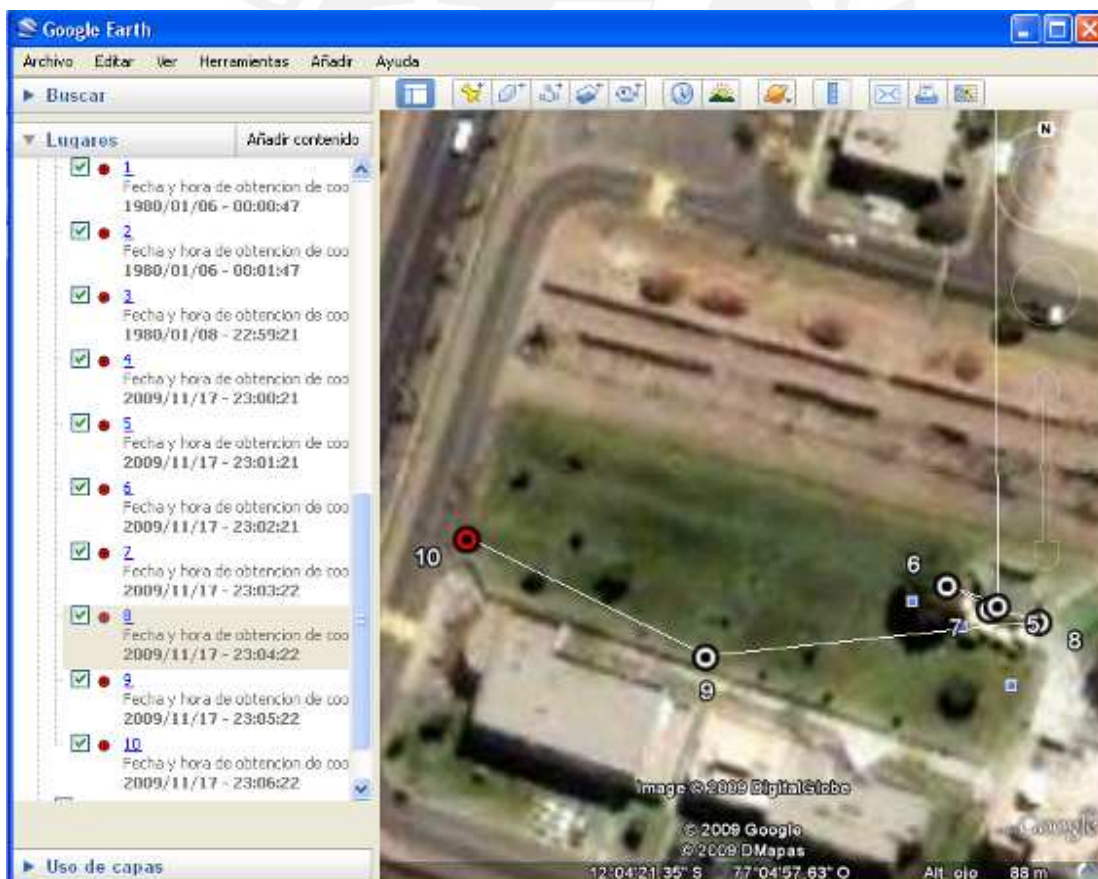 Google Earth
Archivo Editar Ver Herramientas Añadir Ayuda
Buscar
Lugares Añadir contenido
1
Fecha y hora de obtencion de coo
1980/01/06 - 00:00:47
2
Fecha y hora de obtencion de coo
1980/01/06 - 00:01:47
3
Fecha y hora de obtencion de coo
1980/01/08 - 22:59:21
4
Fecha y hora de obtencion de coo
2009/11/17 - 23:00:21
5
Fecha y hora de obtencion de coo
2009/11/17 - 23:01:21
6
Fecha y hora de obtencion de coo
2009/11/17 - 23:02:21
7
Fecha y hora de obtencion de coo
2009/11/17 - 23:03:22
8
Fecha y hora de obtencion de coo
2009/11/17 - 23:04:22
9
Fecha y hora de obtencion de coo
2009/11/17 - 23:05:22
10
Fecha y hora de obtencion de coo
2009/11/17 - 23:06:22
Uso de capas
N
10
6
7
5
8
9
Image © 2009 DigitalGlobe
© 2009 Google
© 2009 DMapas
Google
12°04'21.35" S 77°04'57.63" O Alt. ojo 88 m